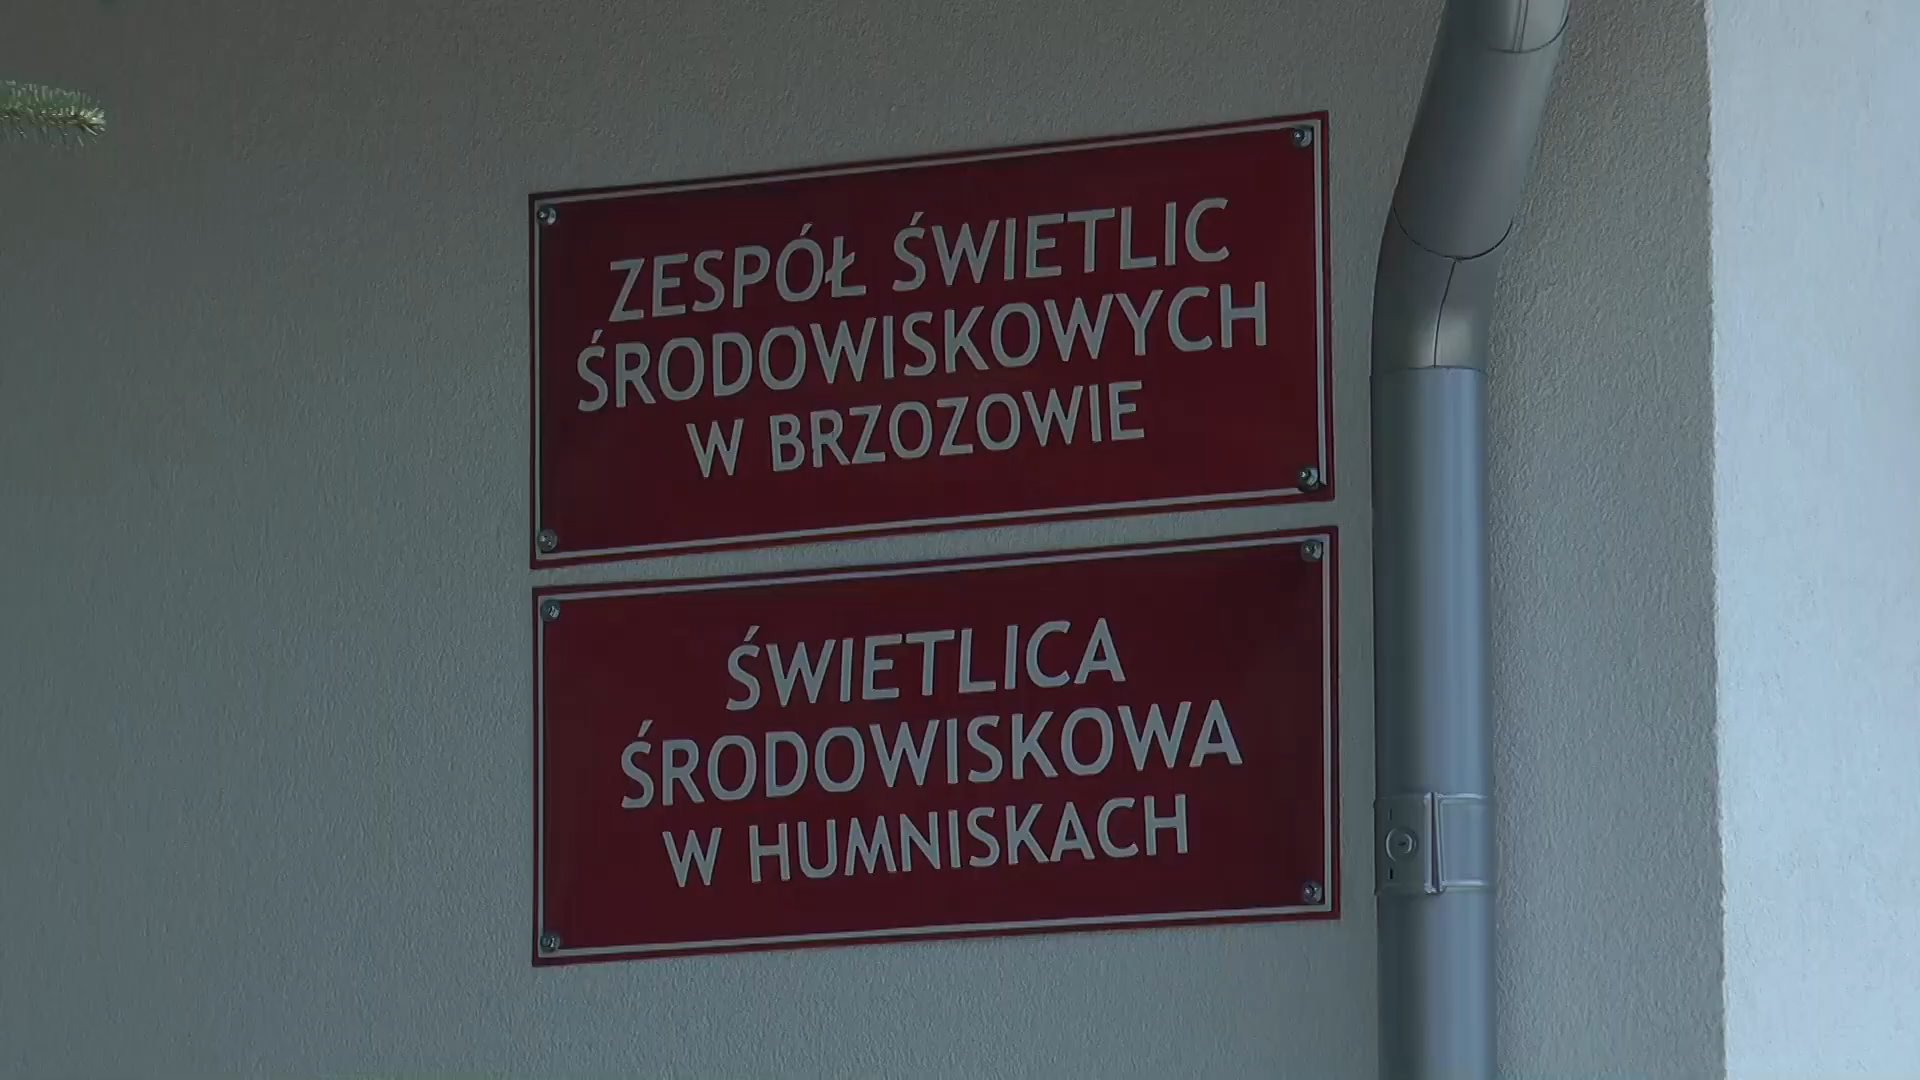 ZESPÓŁ ŚWIETLIC
ŚRODOWISKOWYCH
W BRZOZOWIE
ŚWIETLICA
ŚRODOWISKOWA
W HUMNISKACH